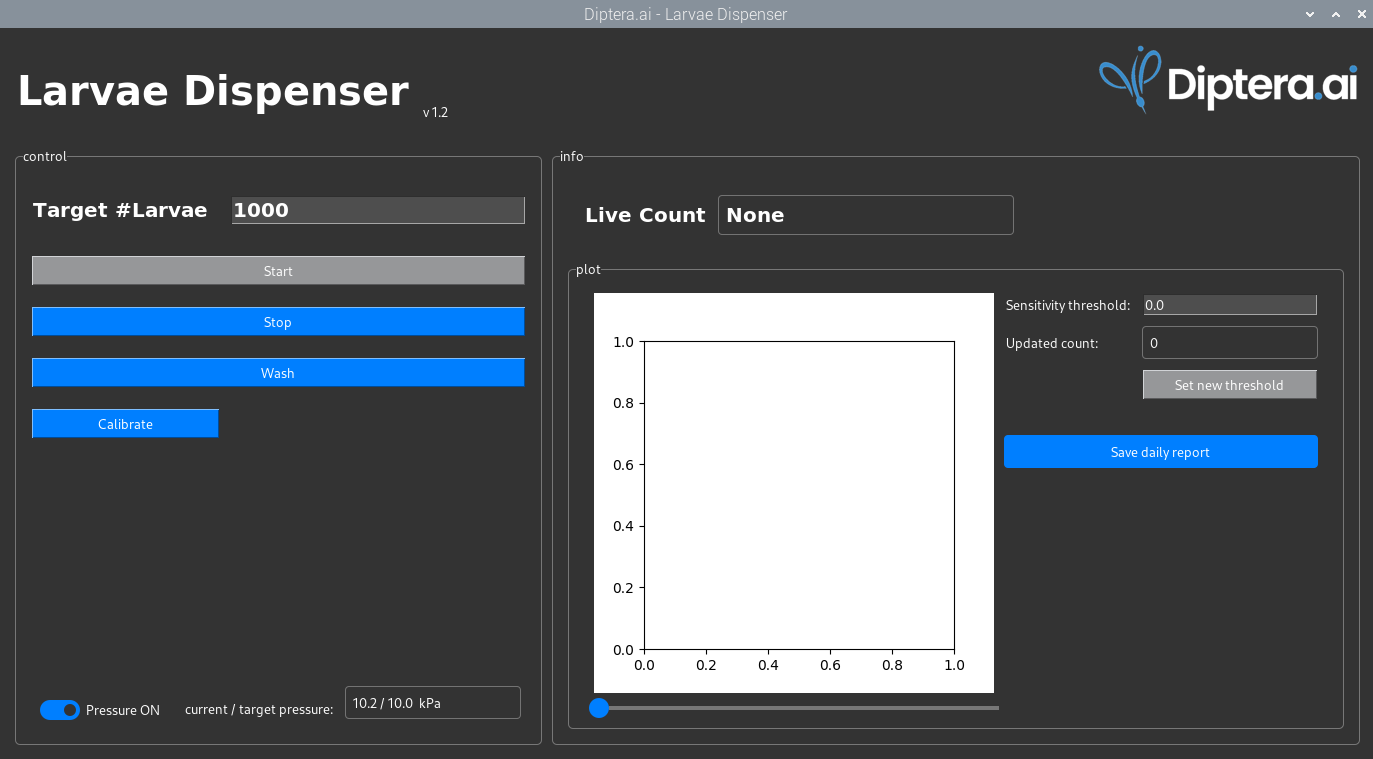 Diptera.ai - Larvae Dispenser
Larvae Dispenser v 1.2
Diptera.ai
control
Target #Larvae 1000
Start
Stop
Wash
Calibrate
Pressure ON current / target pressure: 10.2 / 10.0 kPa
info
Live Count None
plot
1.0
0.8
0.6
0.4
0.2
0.0
0.0 0.2 0.4 0.6 0.8 1.0
Sensitivity threshold: 0.0
Updated count: 0
Set new threshold
Save daily report